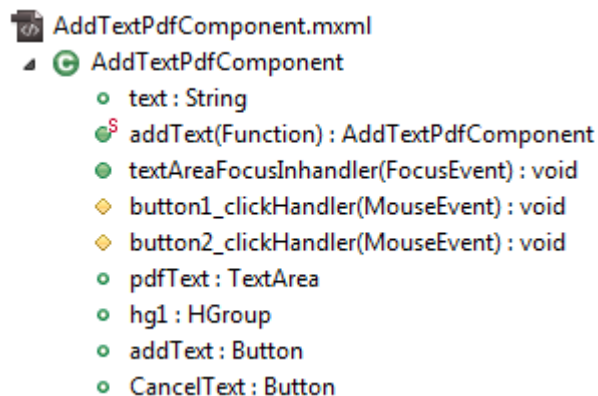 AddTextPdfComponent.mxml
AddTextPdfComponent
text : String
addText(Function) : AddTextPdfComponent
textAreaFocusInhandler(FocusEvent) : void
button1_clickHandler(MouseEvent) : void
button2_clickHandler(MouseEvent) : void
pdfText : TextArea
hg1 : HGroup
addText : Button
CancelText : Button